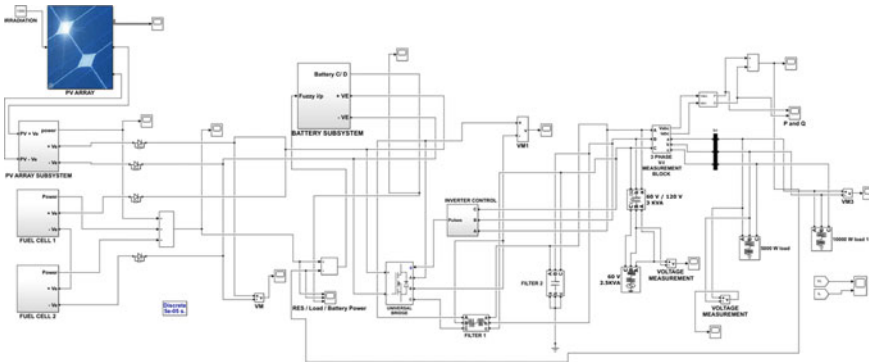 IRRADIATION
PV ARRAY
PV + Ve
power
+ Ve
PV - Ve
- Ve
PV ARRAY SUBSYSTEM
Power
+ Ve
- Ve
FUEL CELL 1
Power
+ Ve
- Ve
FUEL CELL 2
Discrete
5e-05 s.
VM
Battery C/ D
Fuzzy i/p
+ VE
- VE
BATTERY SUBSYSTEM
RES / Load / Battery Power
VM1
INVERTER CONTROL
Pulses
C
B
A
UNIVERSAL
BRIDGE
FILTER 1
FILTER 2
3 PHASE
V-I
MEASUREMENT
BLOCK
60 V / 120 V
3 KVA
60 V
2.5KVA
VOLTAGE
MEASUREMENT
P and Q
VM3
5000 W load
10000 W load 1
VOLTAGE
MEASUREMENT